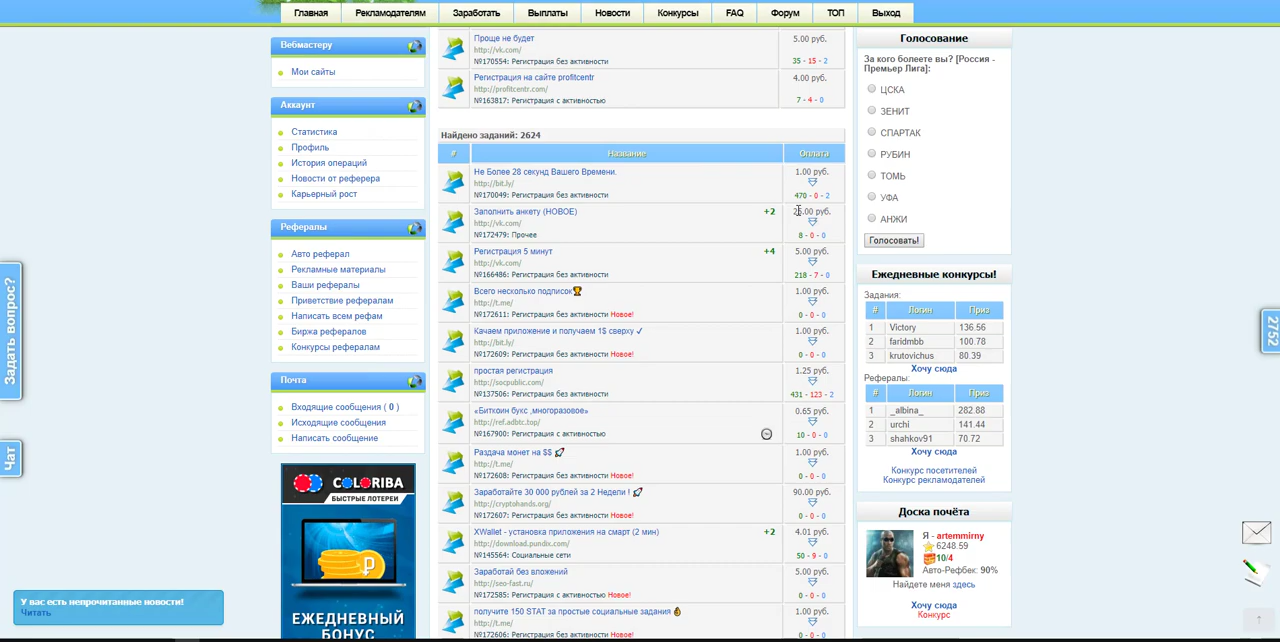 Главная
Рекламодателям
Заработать
Выплаты
Новости
Конкурсы
FAQ
Форум
ТОП
Выход
Задать вопрос?
Чат
Вебмастеру
Мои сайты
Аккаунт
Статистика
Профиль
История операций
Новости от реферера
Карьерный рост
Рефералы
Авто реферал
Рекламные материалы
Ваши рефералы
Приветствие рефералам
Написать всем рефам
Биржа рефералов
Конкурсы рефералам
Почта
Входящие сообщения ( 0 )
Исходящие сообщения
Написать сообщение
COLORIBA
БЫСТРЫЕ ЛОТЕРЕИ
ЕЖЕДНЕВНЫЙ
БОНУС
У вас есть непрочитанные новости!
Читать
Проще не будет
5.00 руб.
http://vk.com/
№170554: Регистрация без активности
35 - 15 - 2
Регистрация на сайте profitcentr
4.00 руб.
http://profitcentr.com/
№163817: Регистрация с активностью
7 - 4 - 0
Найдено заданий: 2624
# Название Оплата
Не Более 28 секунд Вашего Времени.
1.00 руб.
http://bit.ly/
№170049: Регистрация без активности
470 - 0 - 2
Заполнить анкету (НОВОЕ)
+2
.00 руб.
http://vk.com/
№172479: Прочее
8 - 0 - 0
Регистрация 5 минут
+4
5.00 руб.
http://vk.com/
№166486: Регистрация без активности
218 - 7 - 0
Всего несколько подписок
1.00 руб.
http://t.me/
№172611: Регистрация без активности Новое!
0 - 0 - 0
Качаем приложение и получаем 1$ сверху ✓
1.00 руб.
http://bit.ly/
№172609: Регистрация без активности Новое!
0 - 0 - 0
простая регистрация
1.25 руб.
http://socpublic.com/
№137506: Регистрация без активности
431 - 123 - 2
«Биткоин букс ,многоразовое»
0.65 руб.
http://ref.adbtc.top/
№167900: Регистрация с активностью
10 - 0 - 0
Раздача монет на $$
1.00 руб.
http://t.me/
№172608: Регистрация без активности Новое!
0 - 0 - 0
Заработайте 30 000 рублей за 2 Недели !
90.00 руб.
http://cryptohands.org/
№172607: Регистрация без активности Новое!
0 - 0 - 0
XWallet - установка приложения на смарт (2 мин)
+2
4.01 руб.
http://download.pundix.com/
№145564: Социальные сети
50 - 9 - 0
Заработай без вложений
5.00 руб.
http://seo-fast.ru/
№172585: Регистрация без активности Новое!
0 - 0 - 0
получите 150 STAT за простые социальные задания
1.00 руб.
http://t.me/
№172606: Регистрация без активности Новое!
0 - 0 - 0
Голосование
За кого болеете вы? [Россия -
Премьер Лига]:
ЦСКА
ЗЕНИТ
СПАРТАК
РУБИН
ТОМЬ
УФА
АНЖИ
Голосовать!
Ежедневные конкурсы!
Задания:
# Логин Приз
1 Victory 136.56
2 faridmbb 100.78
3 krutovichus 80.39
Хочу сюда
Рефералы:
# Логин Приз
1 _albina_ 282.88
2 urchi 141.44
3 shahkov91 70.72
Хочу сюда
Конкурс посетителей
Конкурс рекламодателей
Доска почёта
Я - artemmirny
6248.59
10/4
Авто-Рефбек: 90%
Найдете меня здесь
Хочу сюда
Конкурс
2752